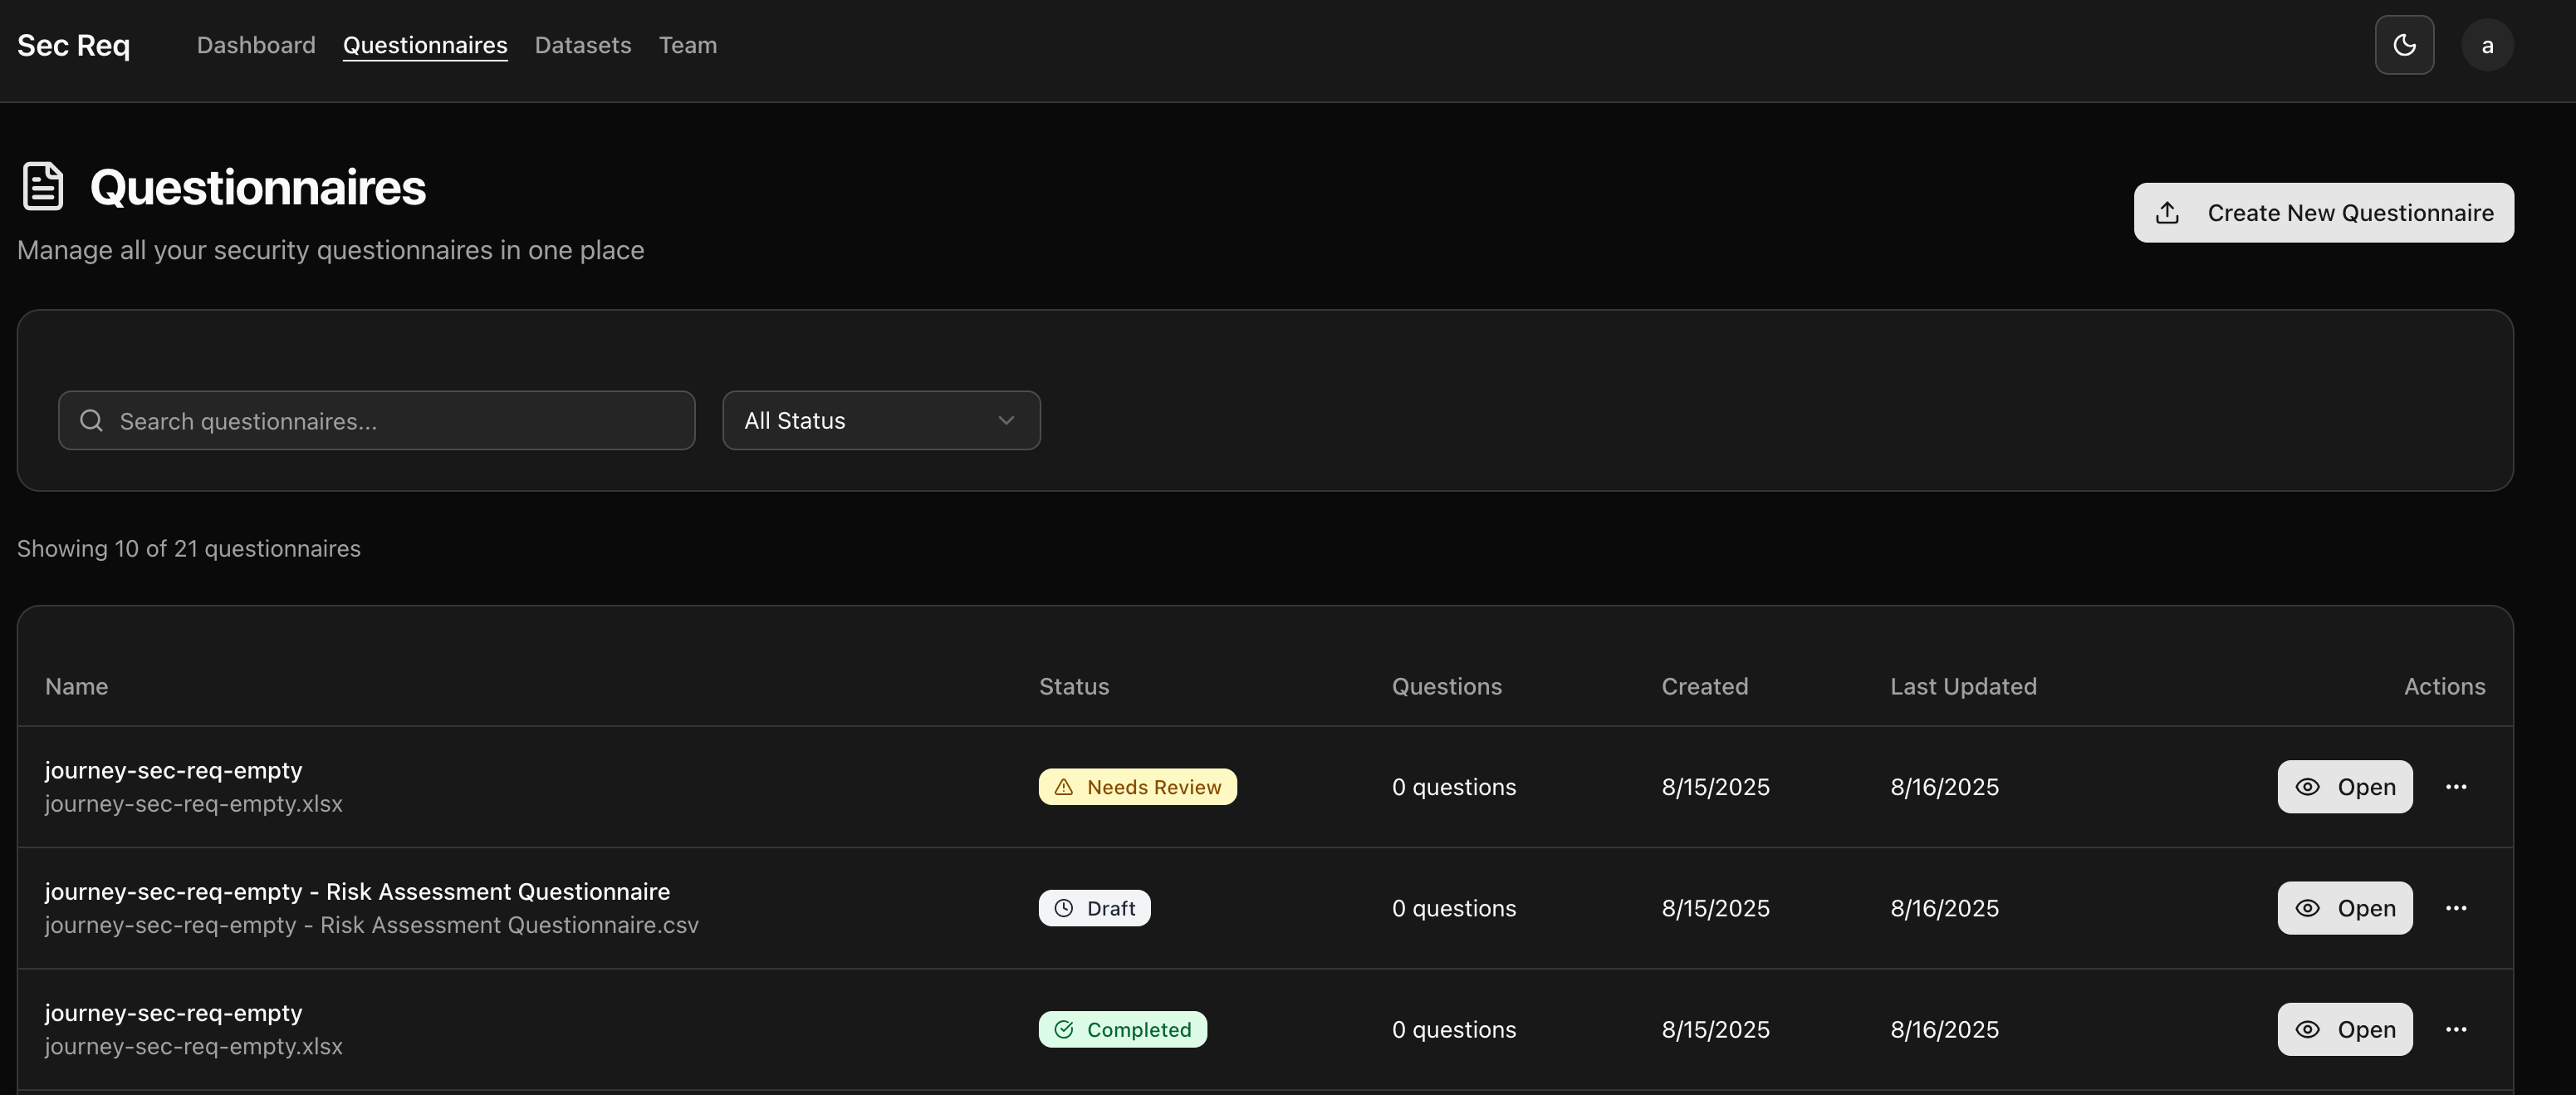 Sec Req Dashboard Questionnaires Datasets Team a
Questionnaires
Manage all your security questionnaires in one place
Create New Questionnaire
Search questionnaires... All Status
Showing 10 of 21 questionnaires
Name Status Questions Created Last Updated Actions
journey-sec-req-empty
journey-sec-req-empty.xlsx
Needs Review 0 questions 8/15/2025 8/16/2025 Open
journey-sec-req-empty - Risk Assessment Questionnaire
journey-sec-req-empty - Risk Assessment Questionnaire.csv
Draft 0 questions 8/15/2025 8/16/2025 Open
journey-sec-req-empty
journey-sec-req-empty.xlsx
Completed 0 questions 8/15/2025 8/16/2025 Open